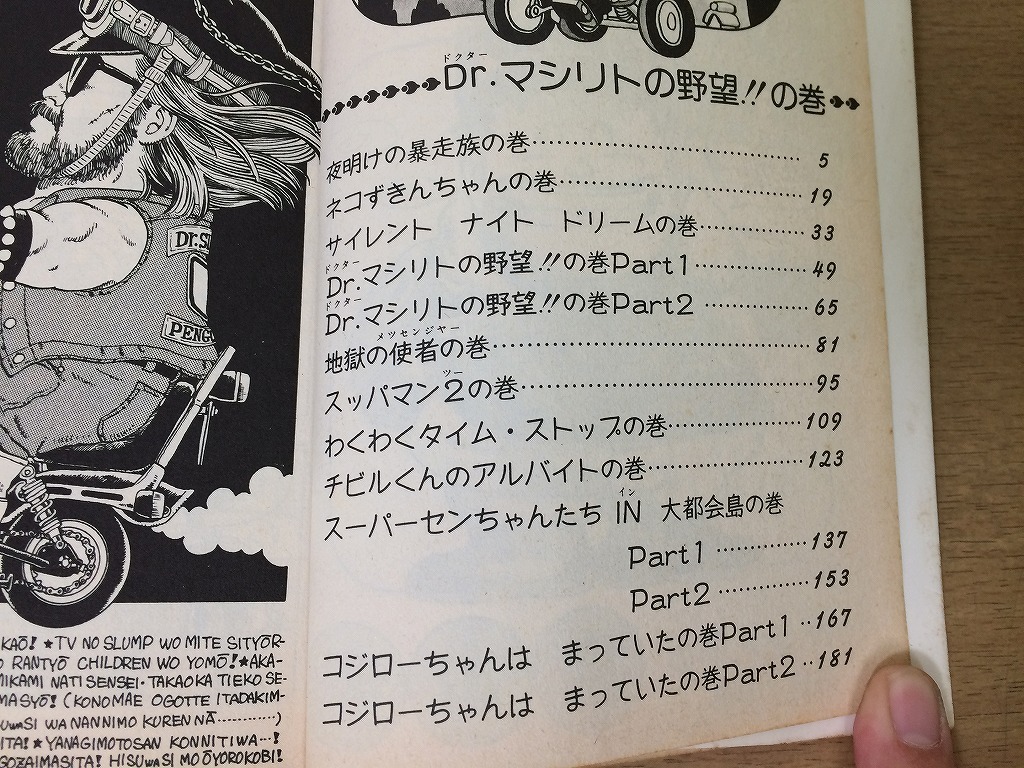 Dr.S
PENG
KAŌ! ★TV NO SLUMP WO MITE SITYŌR-
O RANTYŌ CHILDREN WO YOMŌ!★AKA-
MIKAMI NATI SENSEI・TAKAOKA TIEKO SE-
MASYŌ! (KONOMAE OGOTTE ITADAKIM-
UWASI WA NANNIMO KUREN NĀ…………)
ITA! ★YANAGIMOTOSAN KONNITIWA…!
GOZAIMASITA! HISUWASI MO ŌYOROKOBI!
ドクター
Dr.マシリトの野望!!の巻
夜明けの暴走族の巻…………5
ネコずきんちゃんの巻…………19
サイレント ナイト ドリームの巻…………33
ドクター
Dr.マシリトの野望!!の巻Part1…………49
ドクター
Dr.マシリトの野望!!の巻Part2…………65
メッセンジャー
地獄の使者の巻…………81
ツー
スッパマン2の巻…………95
わくわくタイム・ストップの巻…………109
チビルくんのアルバイトの巻…………123
イン
スーパーセンちゃんたち IN 大都会島の巻
Part1…………137
Part2…………153
コジローちゃんは まっていたの巻Part1‥167
コジローちゃんは まっていたの巻Part2‥181